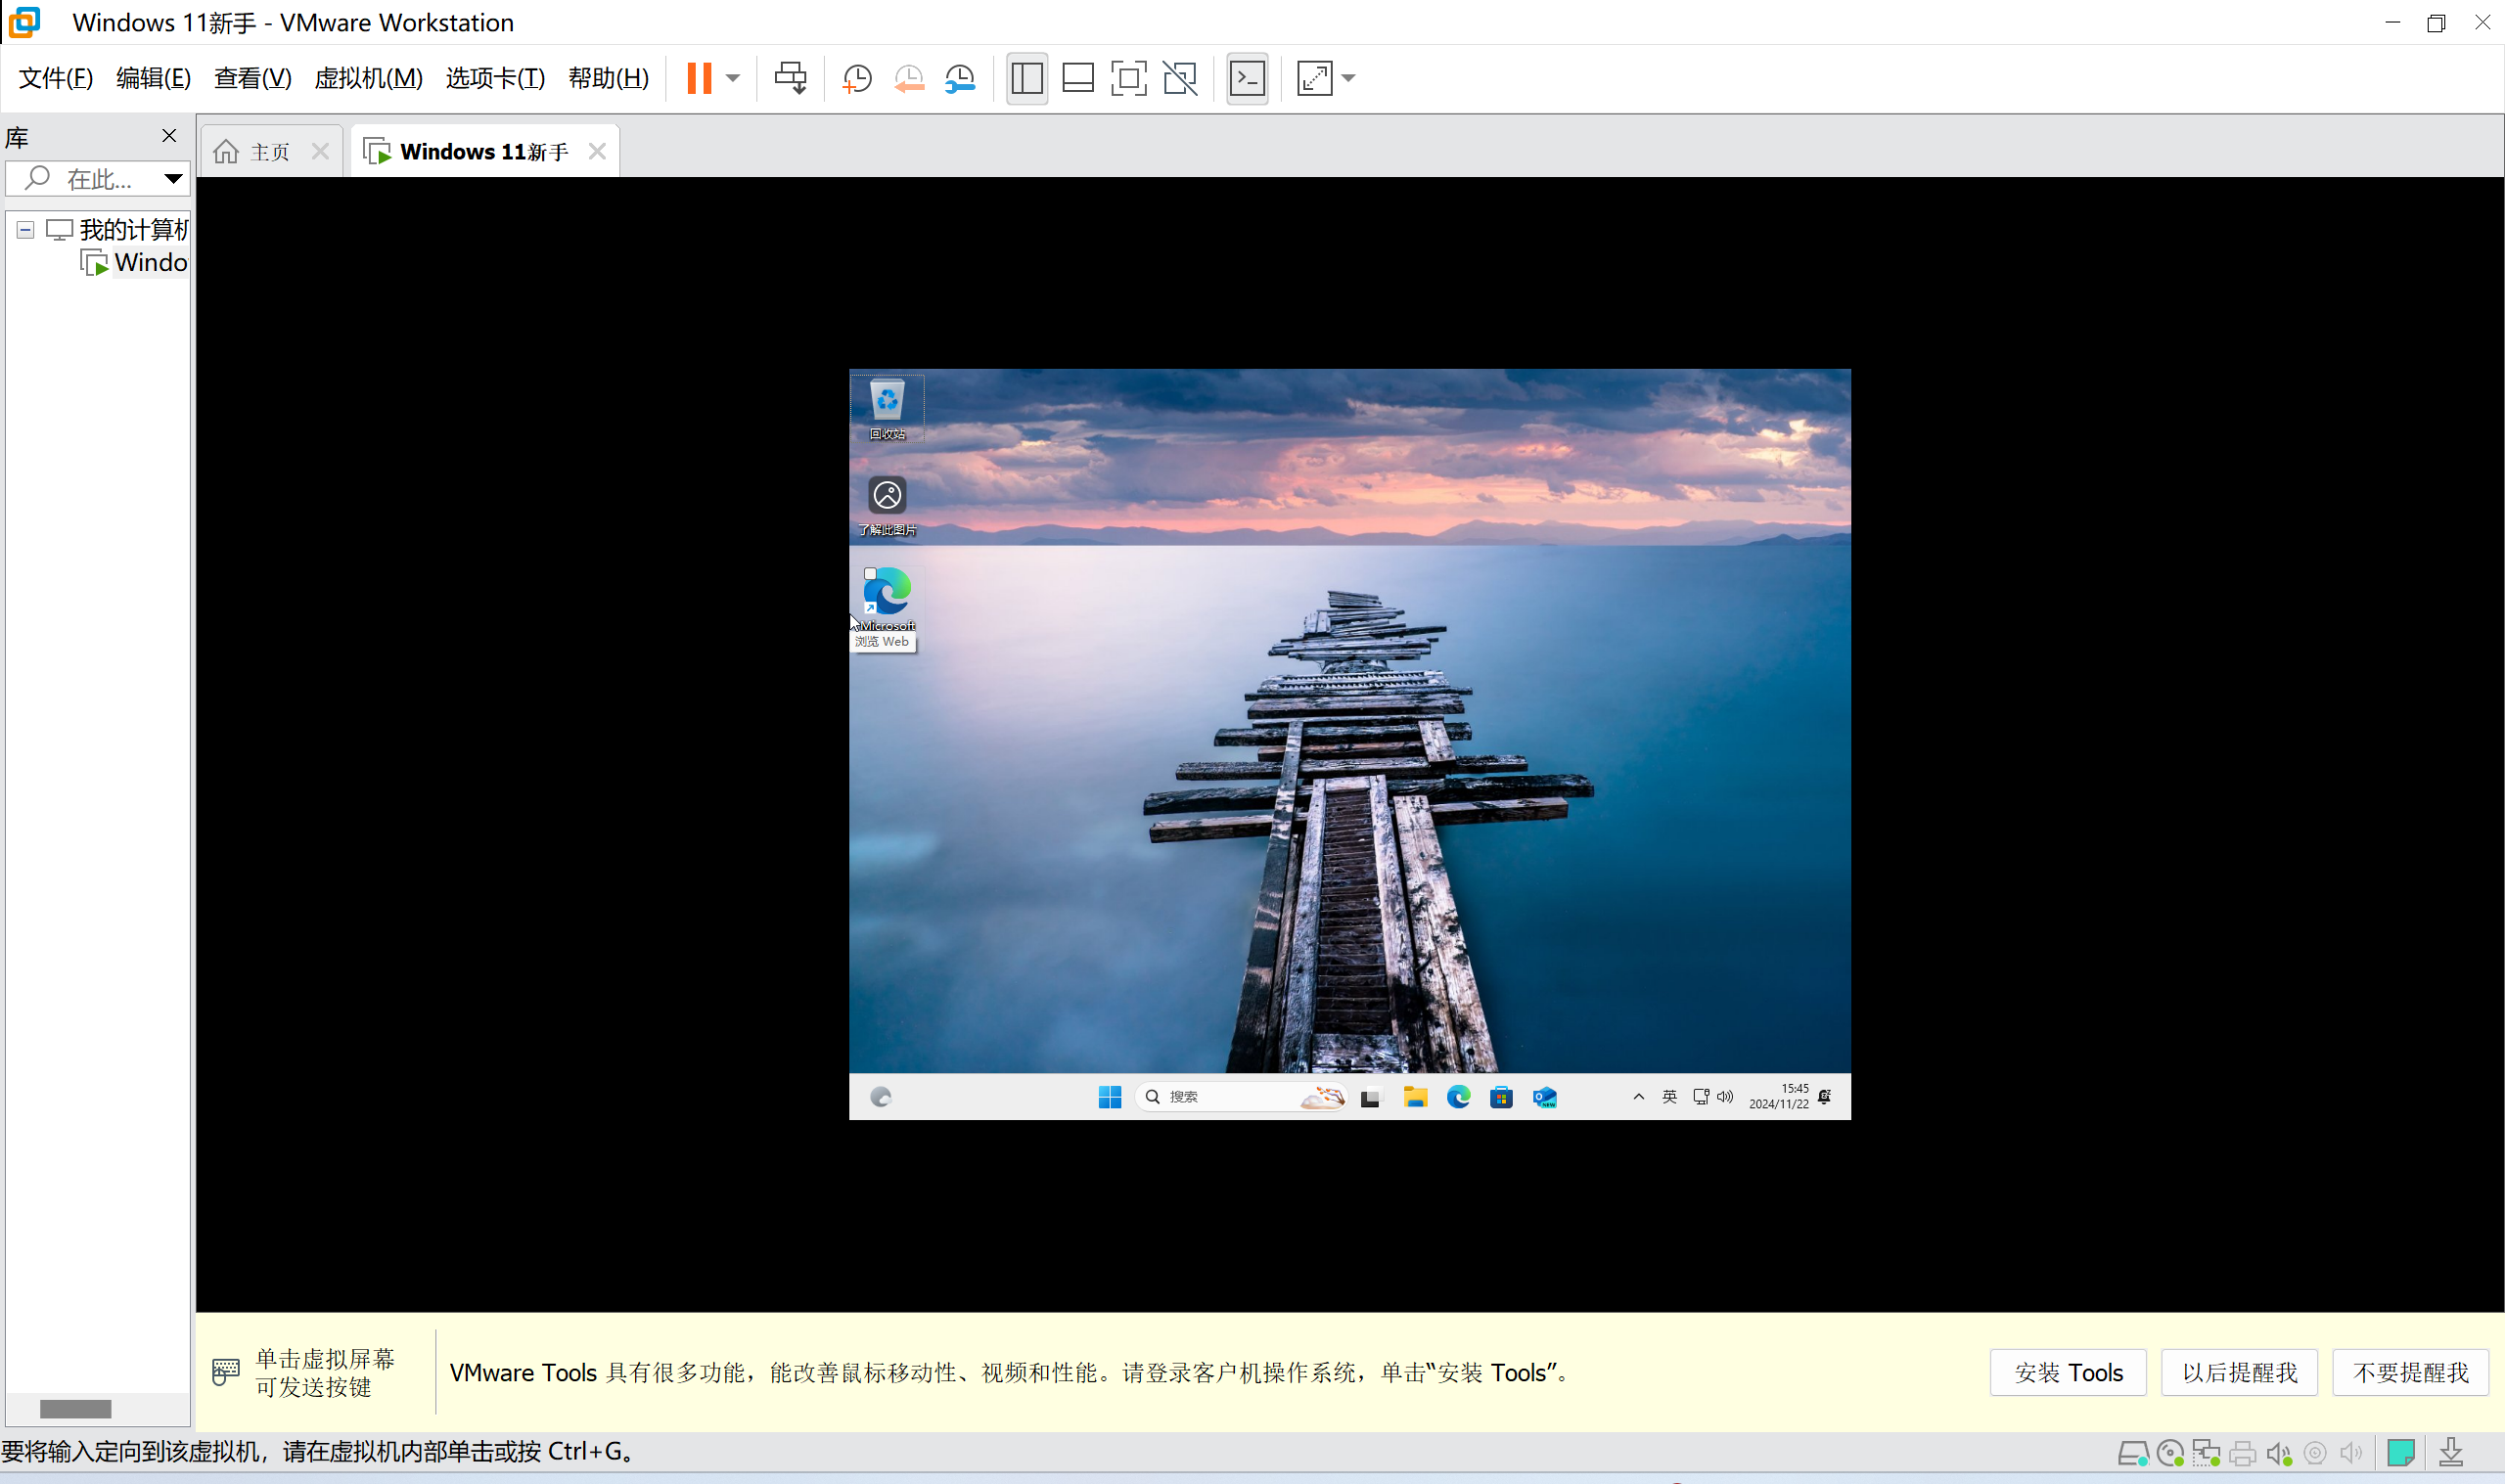 Windows 11新手 - VMware Workstation
文件(F) 编辑(E) 查看(V) 虚拟机(M) 选项卡(T) 帮助(H)
库
主页
Windows 11新手
在此...
我的计算机
Windo
回收站
了解此图片
Microsoft
浏览 Web
搜索
英
15:45
2024/11/22
单击虚拟屏幕
可发送按键
VMware Tools 具有很多功能，能改善鼠标移动性、视频和性能。请登录客户机操作系统，单击“安装 Tools”。
安装 Tools
以后提醒我
不要提醒我
要将输入定向到该虚拟机，请在虚拟机内部单击或按 Ctrl+G。